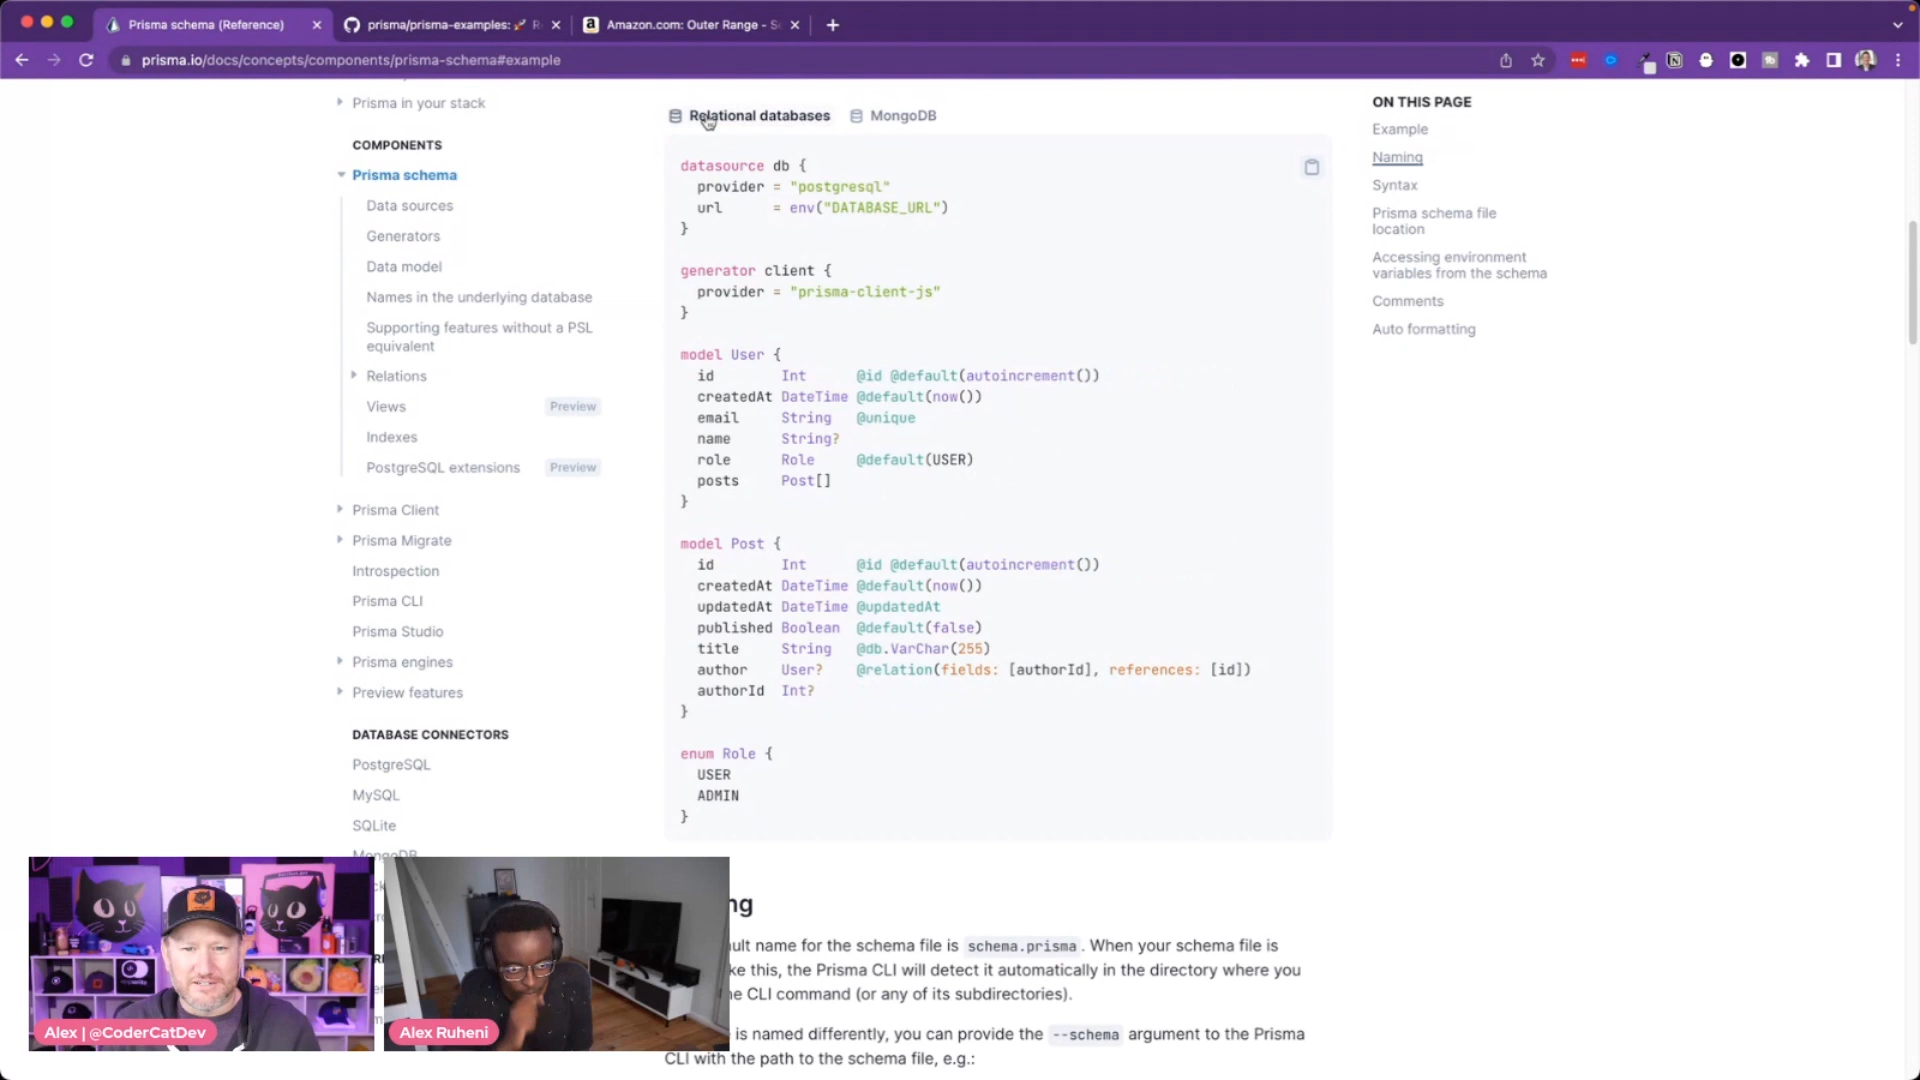 Prisma schema (Reference)
prisma/prisma-examples: 🚀 R
Amazon.com: Outer Range - S
prisma.io/docs/concepts/components/prisma-schema#example
Prisma in your stack
COMPONENTS
Prisma schema
Data sources
Generators
Data model
Names in the underlying database
Supporting features without a PSL
equivalent
Relations
Views Preview
Indexes
PostgreSQL extensions Preview
Prisma Client
Prisma Migrate
Introspection
Prisma CLI
Prisma Studio
Prisma engines
Preview features
DATABASE CONNECTORS
PostgreSQL
MySQL
SQLite
MongoDB
Relational databases MongoDB
datasource db {
  provider = "postgresql"
  url      = env("DATABASE_URL")
}
generator client {
  provider = "prisma-client-js"
}
model User {
  id        Int      @id @default(autoincrement())
  createdAt DateTime @default(now())
  email     String   @unique
  name      String?
  role      Role     @default(USER)
  posts     Post[]
}
model Post {
  id        Int      @id @default(autoincrement())
  createdAt DateTime @default(now())
  updatedAt DateTime @updatedAt
  published Boolean  @default(false)
  title     String   @db.VarChar(255)
  author    User?    @relation(fields: [authorId], references: [id])
  authorId  Int?
}
enum Role {
  USER
  ADMIN
}
ng
ult name for the schema file is schema.prisma. When your schema file is
ke this, the Prisma CLI will detect it automatically in the directory where you
e CLI command (or any of its subdirectories).
is named differently, you can provide the --schema argument to the Prisma
CLI with the path to the schema file, e.g.:
ON THIS PAGE
Example
Naming
Syntax
Prisma schema file
location
Accessing environment
variables from the schema
Comments
Auto formatting
Alex | @CoderCatDev
Alex Ruheni